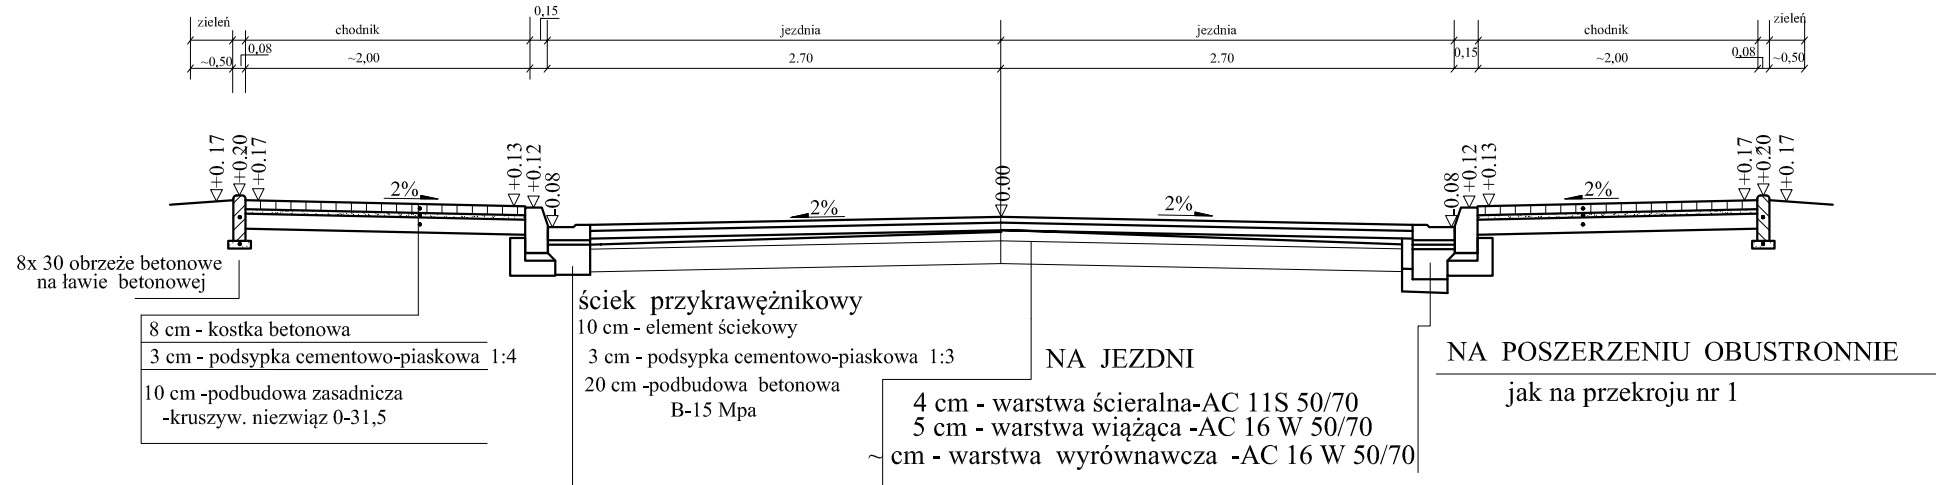 zieleń
chodnik
0,15
jezdnia
jezdnia
chodnik
zieleń
~0,50
0,08
~2,00
2.70
2.70
0,15
~2,00
0,08
~0,50
+0.17
+0.20
+0.17
2%
+0.13
+0.12
-0.08
2%
0.00
2%
-0.08
+0.12
+0.13
2%
+0.17
+0.20
+0.17
8x 30 obrzeże betonowe
na ławie betonowej
8 cm - kostka betonowa
3 cm - podsypka cementowo-piaskowa 1:4
10 cm -podbudowa zasadnicza
-kruszyw. niezwiąz 0-31,5
ściek przykrawężnikowy
10 cm - element ściekowy
3 cm - podsypka cementowo-piaskowa 1:3
20 cm -podbudowa betonowa
B-15 Mpa
NA JEZDNI
4 cm - warstwa ścieralna-AC 11S 50/70
5 cm - warstwa wiążąca -AC 16 W 50/70
~ cm - warstwa wyrównawcza -AC 16 W 50/70
NA POSZERZENIU OBUSTRONNIE
jak na przekroju nr 1